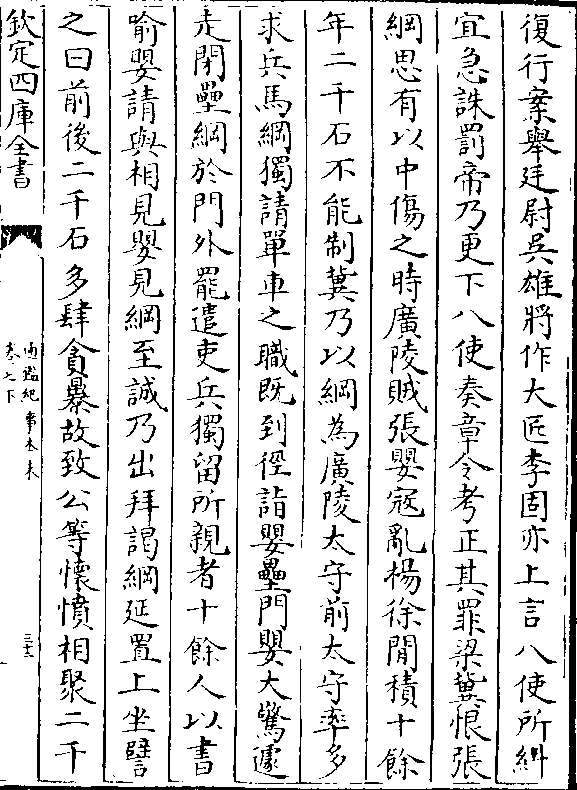 復行案舉廷尉吳雄將作大匠李固亦上言八使所糾
宜急誅罰帝乃更下八使奏章令考正其罪梁冀恨張
綱思有以中傷之時廣陵賊張嬰寇亂楊徐間積十餘
年二千石不能制冀乃以綱為廣陵太守前太守率多
求兵馬綱獨請單車之職既到徑詣嬰壘門嬰大驚遽
走閉壘綱於門外罷遣吏兵獨留所親者十餘人以書
喻嬰請與相見嬰見綱至誠乃出拜謁綱延置上坐譬
之曰前後二千石多肆貪暴故致公等懷憤相聚二千
欽定四庫全書
通鑑紀事本末
卷七下
三十二